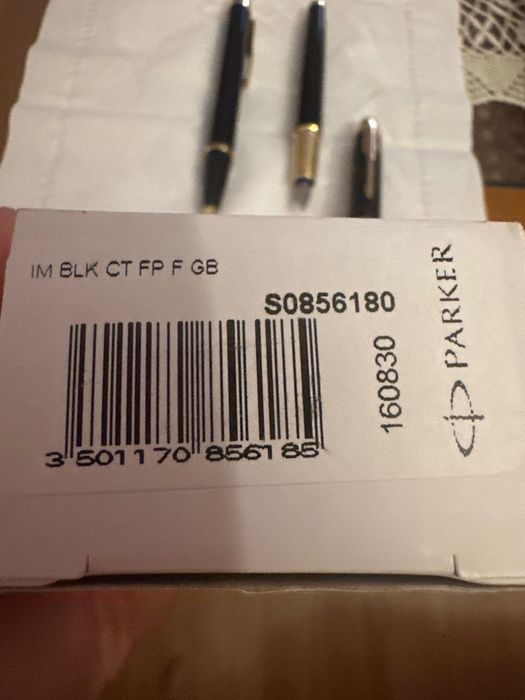 IM BLK CT FP F GB
S0856180
3 501170 856185
160830
PARKER